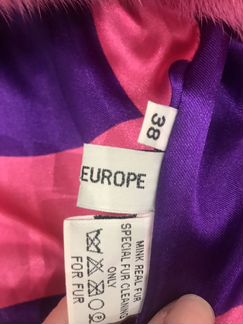 38
EUROPE
MINK REAL FUR
SPECIAL FUR CLEANING
ONLY
FOR FUR